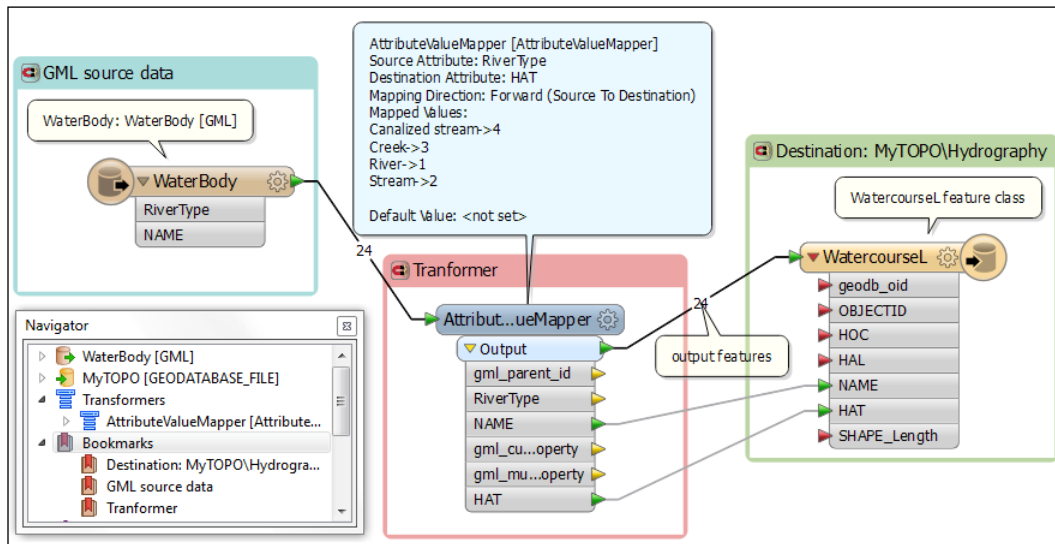 GML source data
WaterBody: WaterBody [GML]
WaterBody
RiverType
NAME
24
AttributeValueMapper [AttributeValueMapper]
Source Attribute: RiverType
Destination Attribute: HAT
Mapping Direction: Forward (Source To Destination)
Mapped Values:
Canalized stream->4
Creek->3
River->1
Stream->2
Default Value: <not set>
Tranformer
Attribut...ueMapper
Output
gml_parent_id
RiverType
NAME
gml_cu...operty
gml_mu...operty
HAT
24
output features
Destination: MyTOPO\Hydrography
WatercourseL feature class
WatercourseL
geodb_oid
OBJECTID
HOC
HAL
NAME
HAT
SHAPE_Length
Navigator
WaterBody [GML]
MyTOPO [GEODATABASE_FILE]
Transformers
AttributeValueMapper [Attribute...
Bookmarks
Destination: MyTOPO\Hydrogra...
GML source data
Tranformer